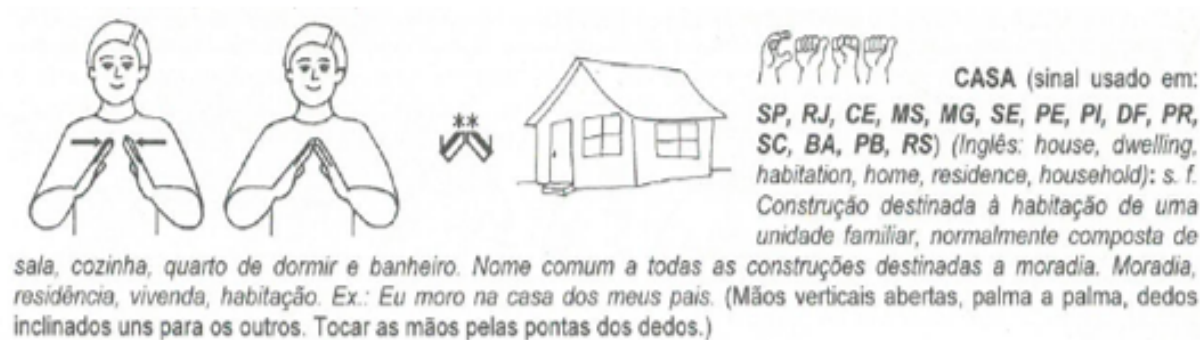 CASA (sinal usado em:
SP, RJ, CE, MS, MG, SE, PE, PI, DF, PR,
SC, BA, PB, RS) (Inglês: house, dwelling,
habitation, home, residence, household): s. f.
Construção destinada à habitação de uma
unidade familiar, normalmente composta de
sala, cozinha, quarto de dormir e banheiro. Nome comum a todas as construções destinadas a moradia. Moradia,
residência, vivenda, habitação. Ex.: Eu moro na casa dos meus pais. (Mãos verticais abertas, palma a palma, dedos
inclinados uns para os outros. Tocar as mãos pelas pontas dos dedos.)